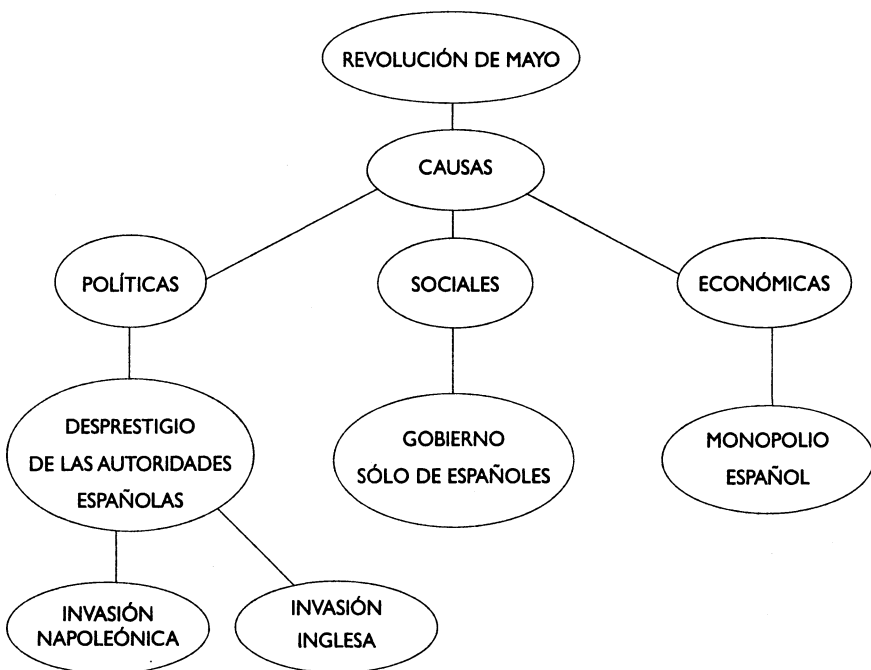 REVOLUCIÓN DE MAYO
CAUSAS
POLÍTICAS
SOCIALES
ECONÓMICAS
DESPRESTIGIO
DE LAS AUTORIDADES
ESPAÑOLAS
GOBIERNO
SÓLO DE ESPAÑOLES
MONOPOLIO
ESPAÑOL
INVASIÓN
NAPOLEÓNICA
INVASIÓN
INGLESA